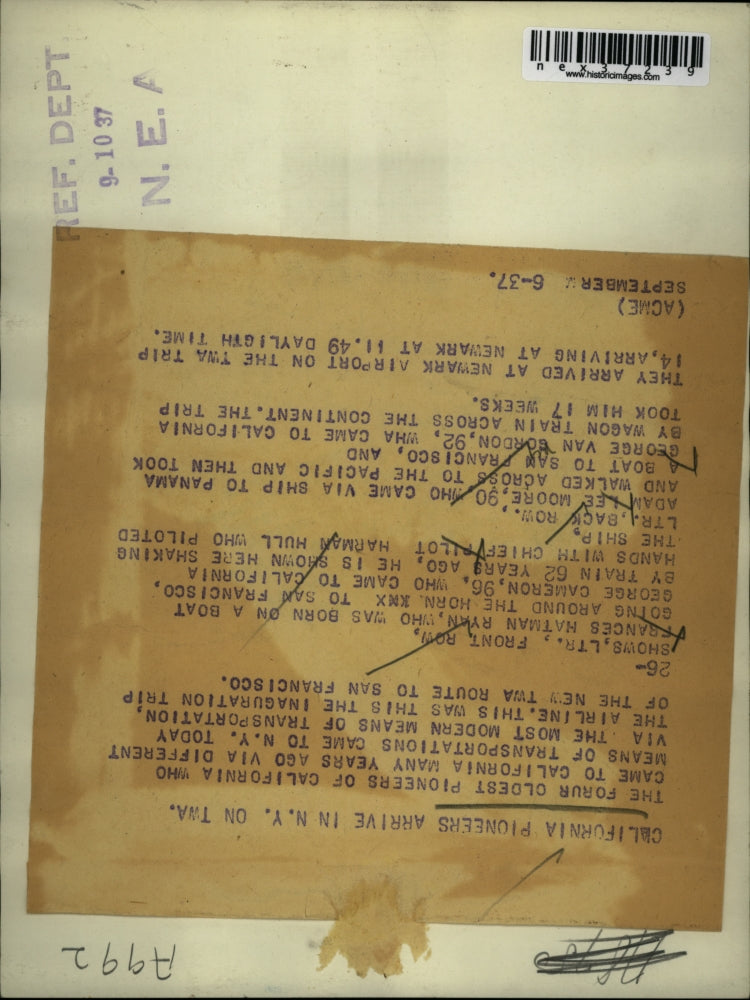 nex37239
www.historicimages.com
REF. DEPT
9-10 37
N. E. A
CALIFORNIA PIONEERS ARRIVE IN N.Y. ON TWA.
THE FORUR OLDEST PIONEERS OF CALIFORNIA WHO
CAME TO CALIFORNIA MANY YEARS AGO VIA DIFFERENT
MEANS OF TRANSPORTATIONS CAME TO N.Y. TODAY
VIA THE MOST MODERN MEANS OF TRANSPORTATION,
THE AIRLINE.THIS WAS THIS THE INAGURATION TRIP
OF THE NEW TWA ROUTE TO SAN FRANCISCO.
26-
SHOWS,LTR., FRONT ROW,
FRANCES HATMAN RYAN,WHO WAS BORN ON A BOAT
GOING AROUND THE HORN XNX TO SAN FRANCISCO,
GEORGE CAMERON,96, WHO CAME TO CALIFORNIA
BY TRAIN 62 YEARS AGO, HE IS SHOWN HERE SHAKING
HANDS WITH CHIEF PILOT HARMAN HULL WHO PILOTED
THE SHIP.
LTR.,BACK ROW.
ADAM LEE MOORE,90,WHO CAME VIA SHIP TO PANAMA
AND WALKED ACROSS TO THE PACIFIC AND THEN TOOK
A BOAT TO SAN FRANCISCO, AND
GEORGE VAN GORDON,92, WHA CAME TO CALIFORNIA
BY WAGON TRAIN ACROSS THE CONTINENT.THE TRIP
TOOK HIM 17 WEEKS.
THEY ARRIVED AT NEWARK AIRPORT ON THE TWA TRIP
14,ARRIVING AT NEWARK AT 11.49 DAYLIGTH TIME.
(ACME)
SEPTEMBER 6-37.
A992